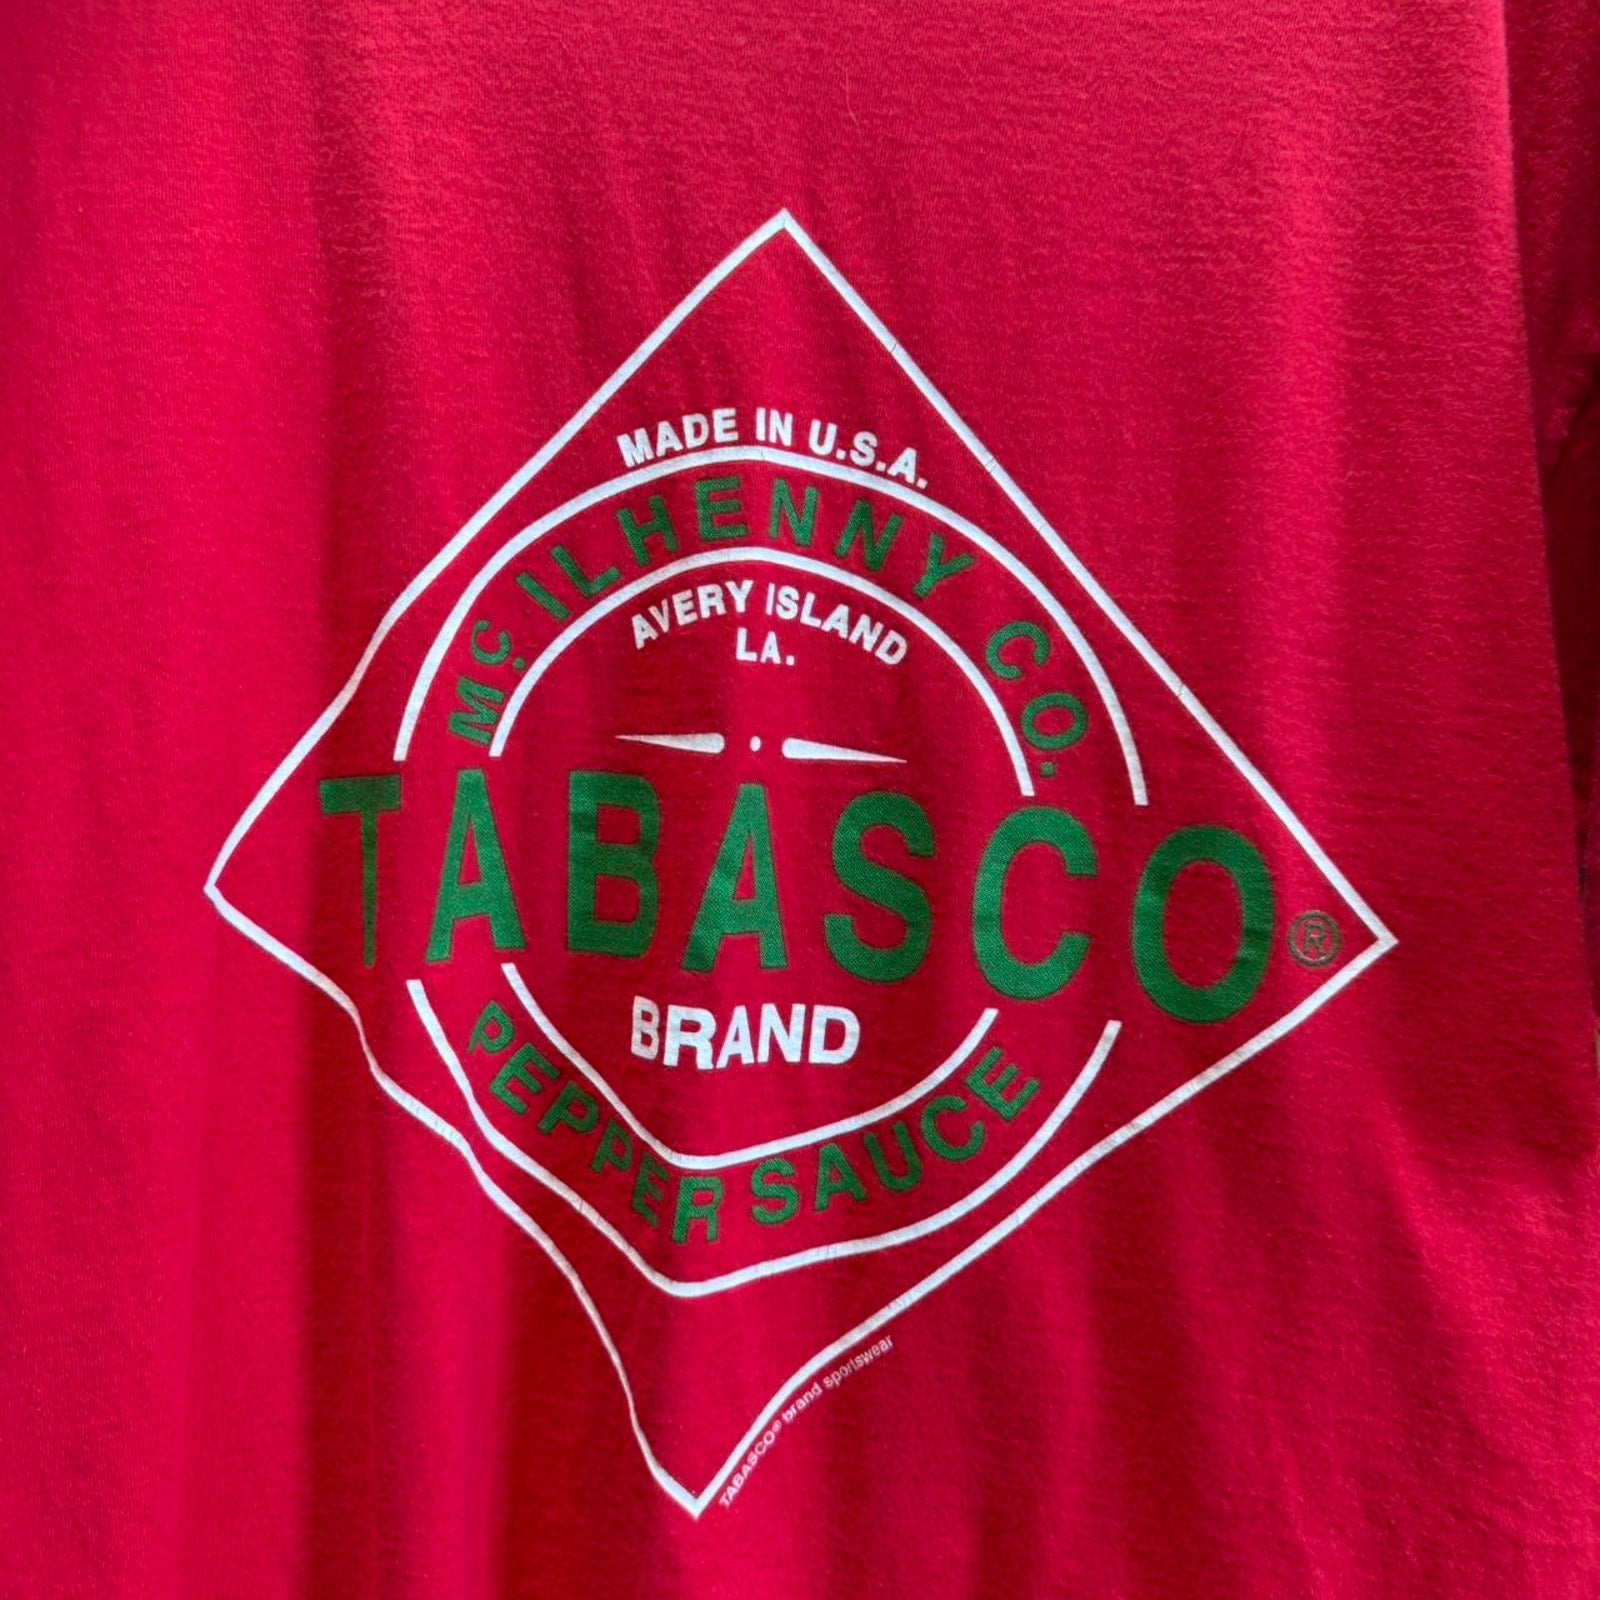 MADE IN U.S.A.
Mc. ILHENNY CO.
AVERY ISLAND
LA.
TABASCO®
BRAND
PEPPER SAUCE
TABASCO® brand sportswear